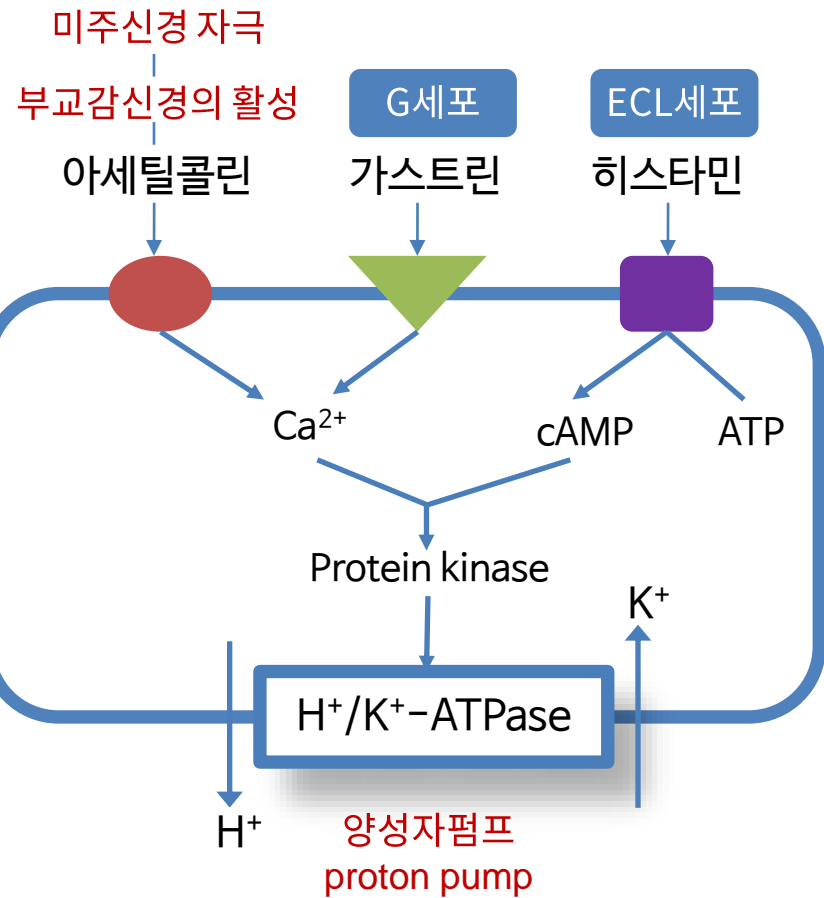 미주신경 자극
부교감신경의 활성
G세포
ECL세포
아세틸콜린
가스트린
히스타민
Ca²⁺
cAMP
ATP
Protein kinase
K⁺
H⁺/K⁺-ATPase
H⁺
양성자펌프
proton pump